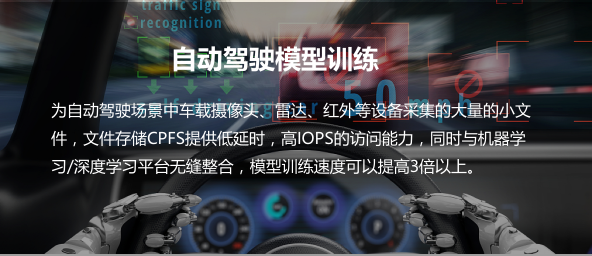 traffic sign
recognition
自动驾驶模型训练
50 mph
为自动驾驶场景中车载摄像头、雷达、红外等设备采集的大量的小文
件，文件存储CPFS提供低延时，高IOPS的访问能力，同时与机器学
习/深度学习平台无缝整合，模型训练速度可以提高3倍以上。